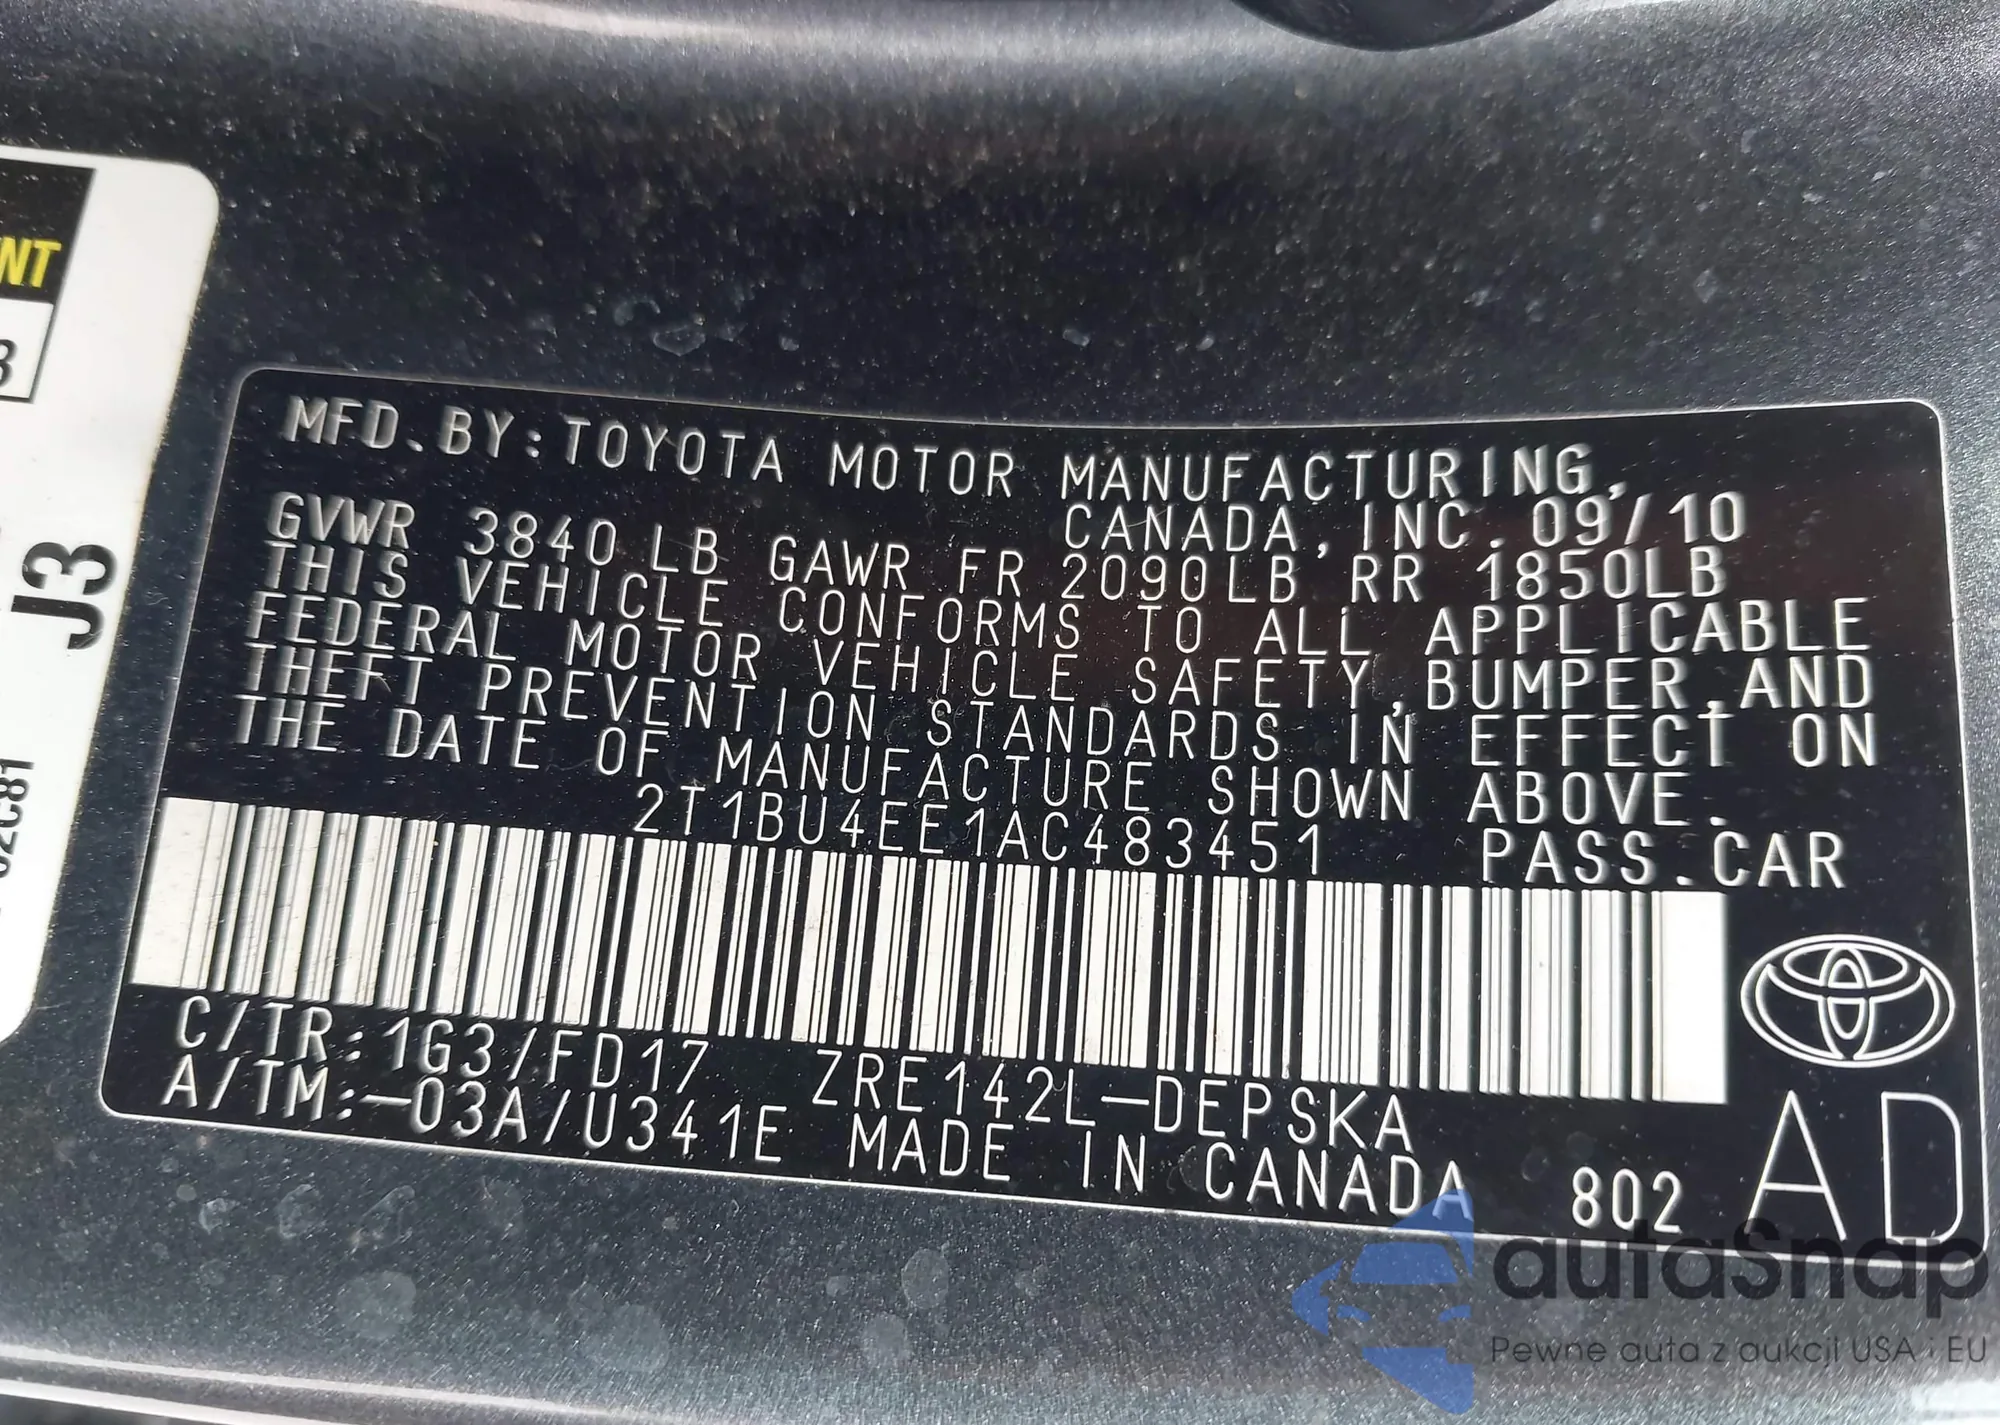 NT
3
J3
02C81
MFD.BY:TOYOTA MOTOR MANUFACTURING,
CANADA, INC. 09/10
GVWR 3840 LB GAWR FR 2090LB RR 1850LB
THIS VEHICLE CONFORMS TO ALL APPLICABLE
FEDERAL MOTOR VEHICLE SAFETY, BUMPER, AND
THEFT PREVENTION STANDARDS IN EFFECT ON
THE DATE OF MANUFACTURE SHOWN ABOVE.
2T1BU4EE1AC483451 PASS.CAR
C/TR:1G3/FD17 ZRE142L-DEPSKA
A/TM:-03A/U341E MADE IN CANADA 802 AD
autoSnap
Pewne auta z aukcji USA i EU